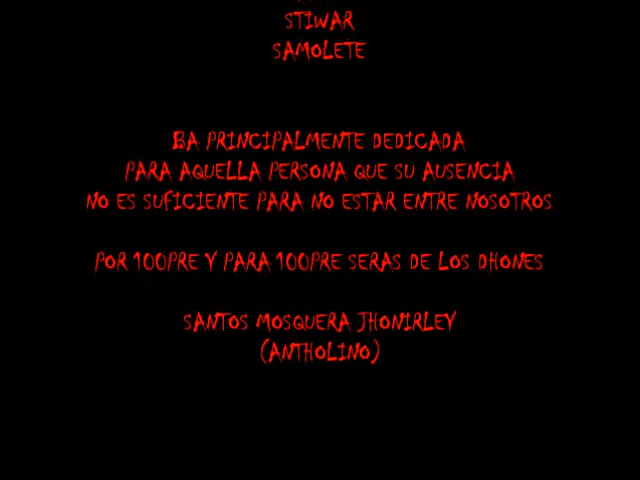 STIWAR
SAMOLETE
BA PRINCIPALMENTE DEDICADA
PARA AQUELLA PERSONA QUE SU AUSENCIA
NO ES SUFICIENTE PARA NO ESTAR ENTRE NOSOTROS
POR 100PRE Y PARA 100PRE SERAS DE LOS DHONES
SANTOS MOSQUERA JHONIRLEY
(ANTHOLINO)